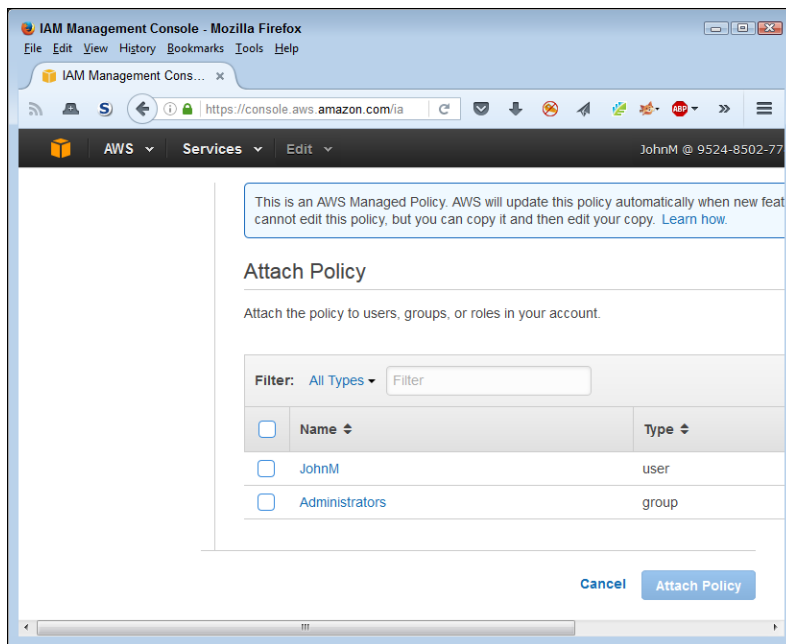 IAM Management Console - Mozilla Firefox
File Edit View History Bookmarks Tools Help
IAM Management Cons... ×
S) https://console.aws.amazon.com/ia ABP »
AWS Services Edit JohnM @ 9524-8502-77
This is an AWS Managed Policy. AWS will update this policy automatically when new feat
cannot edit this policy, but you can copy it and then edit your copy. Learn how.
Attach Policy
Attach the policy to users, groups, or roles in your account.
Filter: All Types Filter
Name Type
JohnM user
Administrators group
Cancel Attach Policy